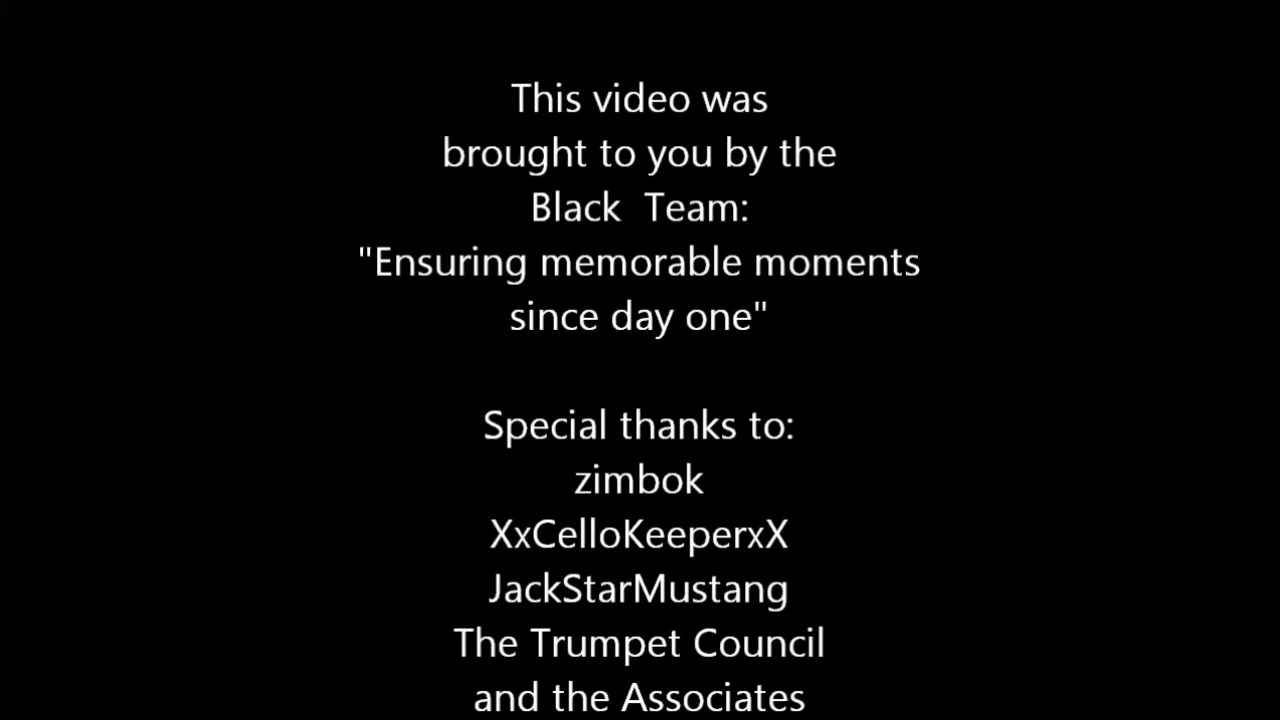 This video was
brought to you by the
Black  Team:
"Ensuring memorable moments
since day one"
Special thanks to:
zimbok
XxCelloKeeperxX
JackStarMustang
The Trumpet Council
and the Associates